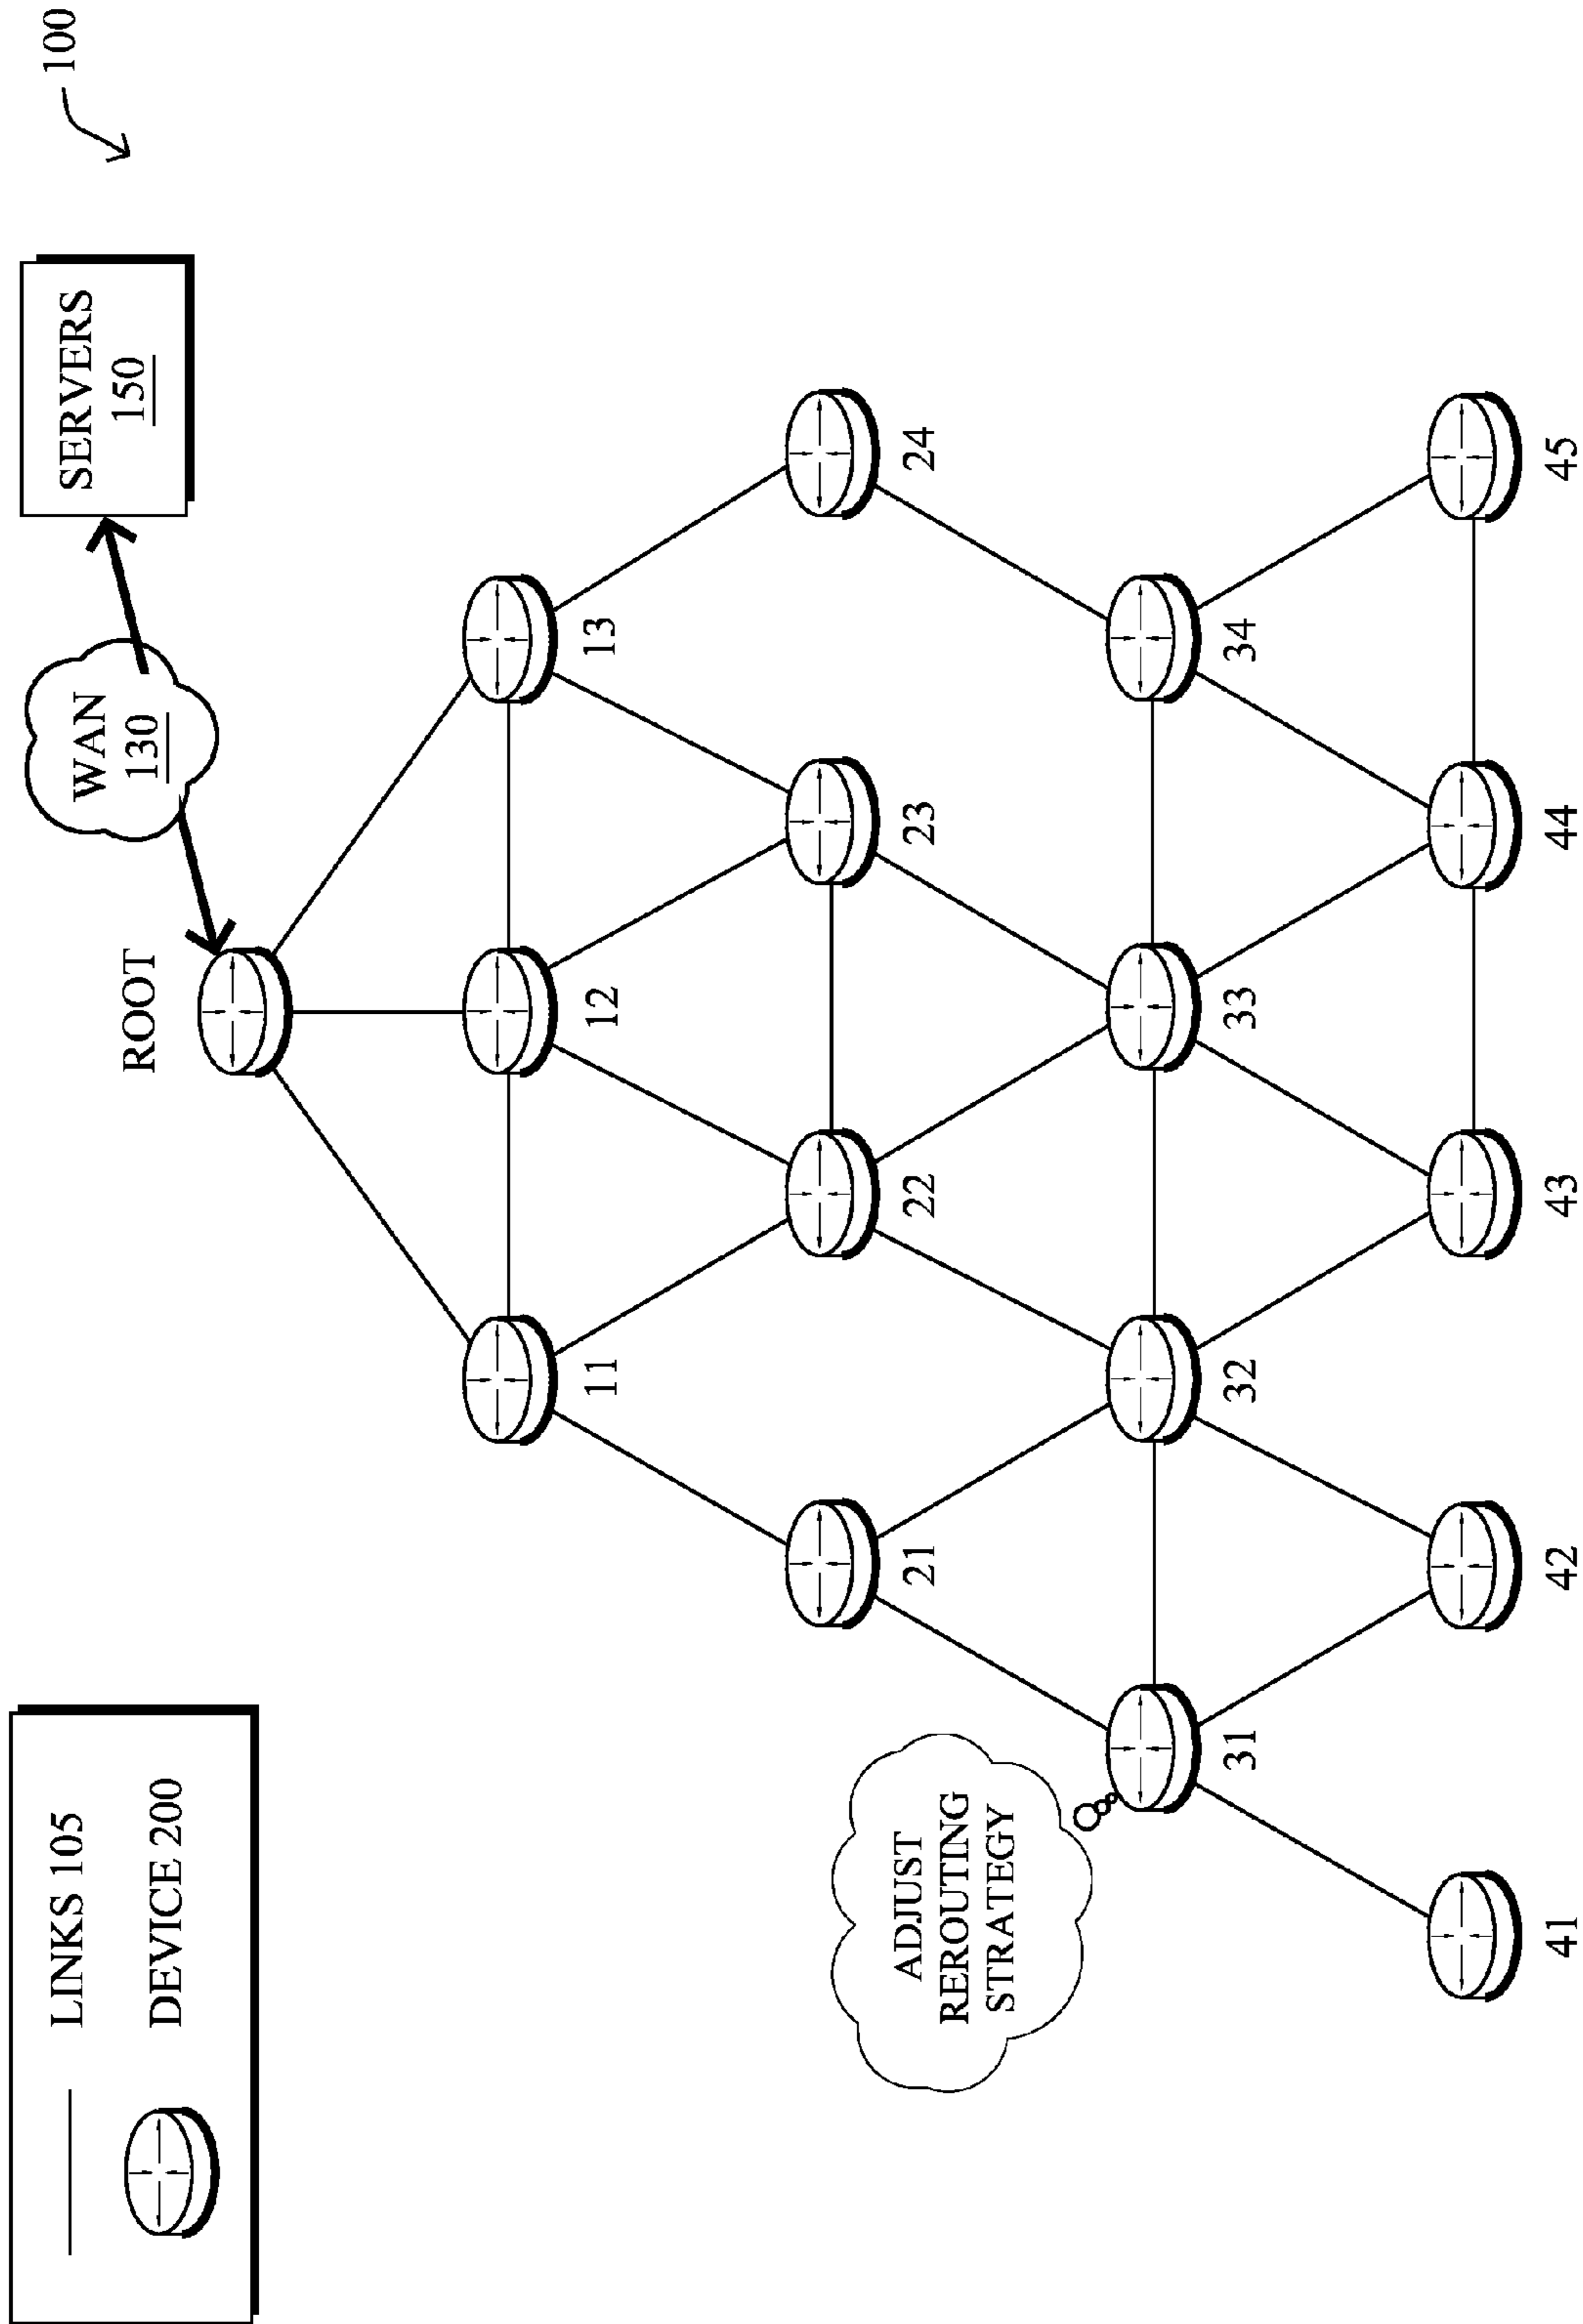 LINKS 105
DEVICE 200
100
SERVERS
150
WAN
130
ROOT
11
12
13
21
22
23
24
ADJUST
REROUTING
STRATEGY
31
32
33
34
41
42
43
44
45